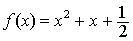 f(x) = x² + x + 1/2